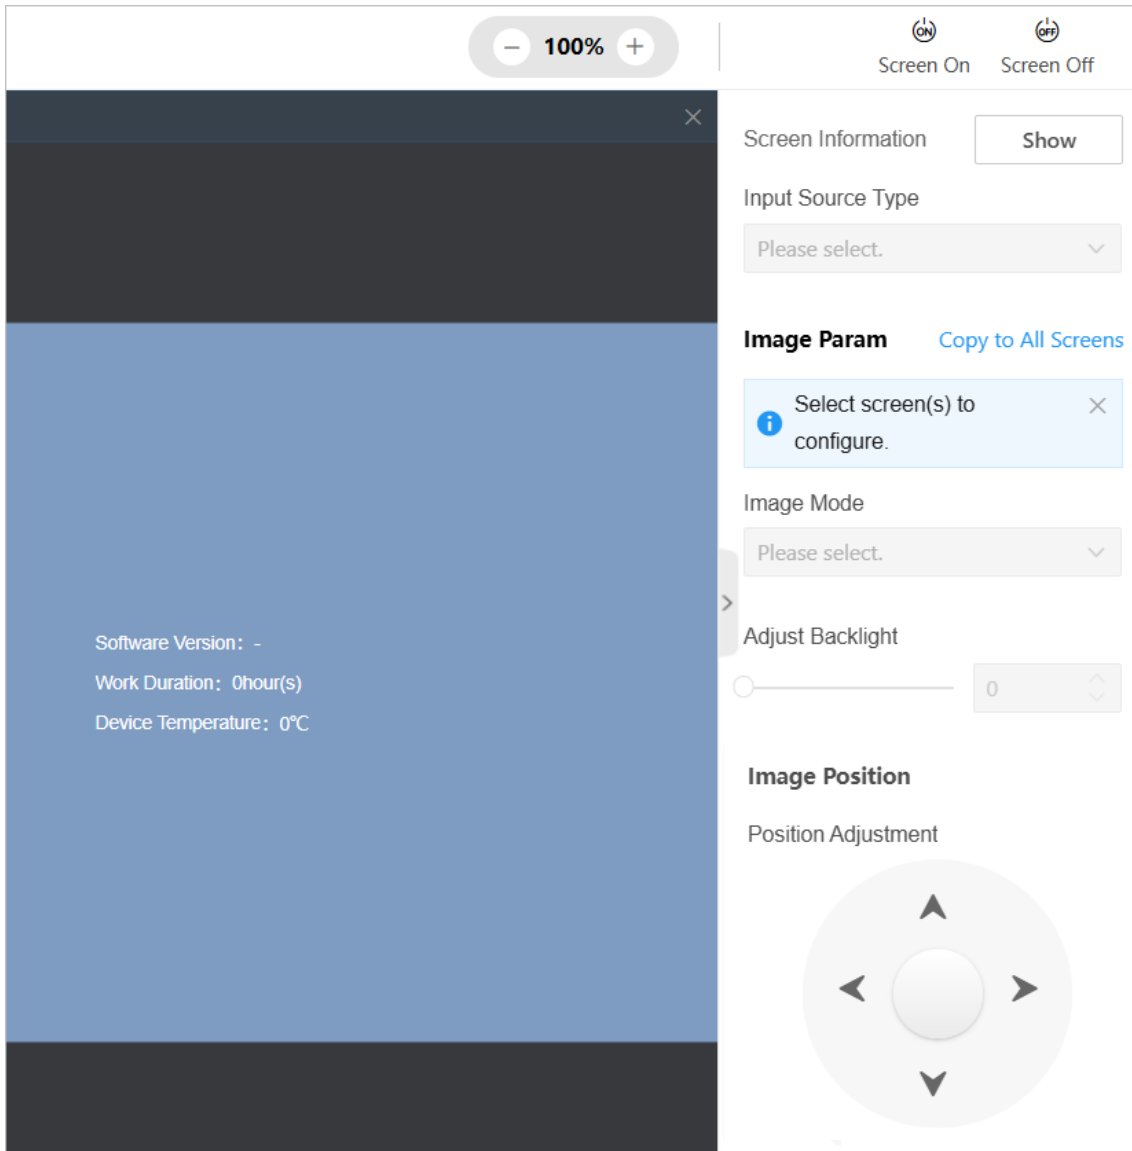 100%
ON
OFF
Screen On
Screen Off
Screen Information
Show
Input Source Type
Please select.
Image Param
Copy to All Screens
Select screen(s) to
configure.
Image Mode
Please select.
Software Version: -
Work Duration: 0hour(s)
Device Temperature: 0℃
Adjust Backlight
0
Image Position
Position Adjustment